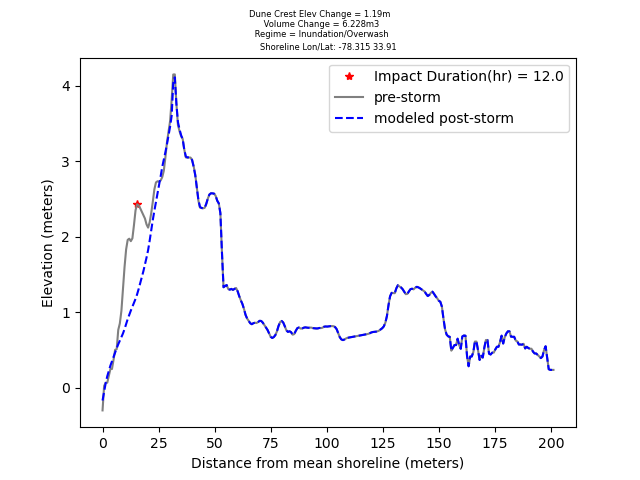 Dune Crest Elev Change = 1.19m
Volume Change = 6.228m3
Regime = Inundation/Overwash
Shoreline Lon/Lat: -78.315 33.91
Impact Duration(hr) = 12.0
pre-storm
modeled post-storm
Elevation (meters)
4
3
2
1
0
0 25 50 75 100 125 150 175 200
Distance from mean shoreline (meters)